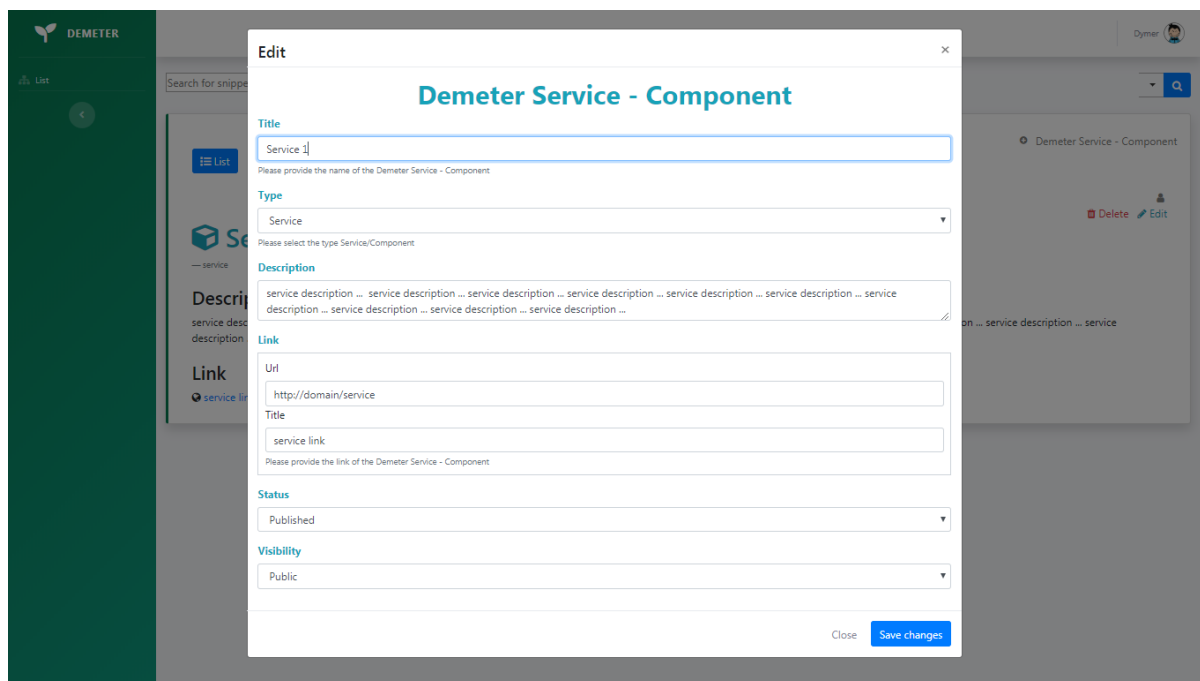 DEMETER
Dymer
List
Search for snippe
Demeter Service - Component
List
Delete Edit
Se
— service
Descrip
service desc
description
on ... service description ... service
Link
service lin
Edit
×
Demeter Service - Component
Title
Service 1
Please provide the name of the Demeter Service - Component
Type
Service
Please select the type Service/Component
Description
service description ... service description ... service description ... service description ... service description ... service description ... service
description ... service description ... service description ... service description ...
Link
Url
http://domain/service
Title
service link
Please provide the link of the Demeter Service - Component
Status
Published
Visibility
Public
Close
Save changes